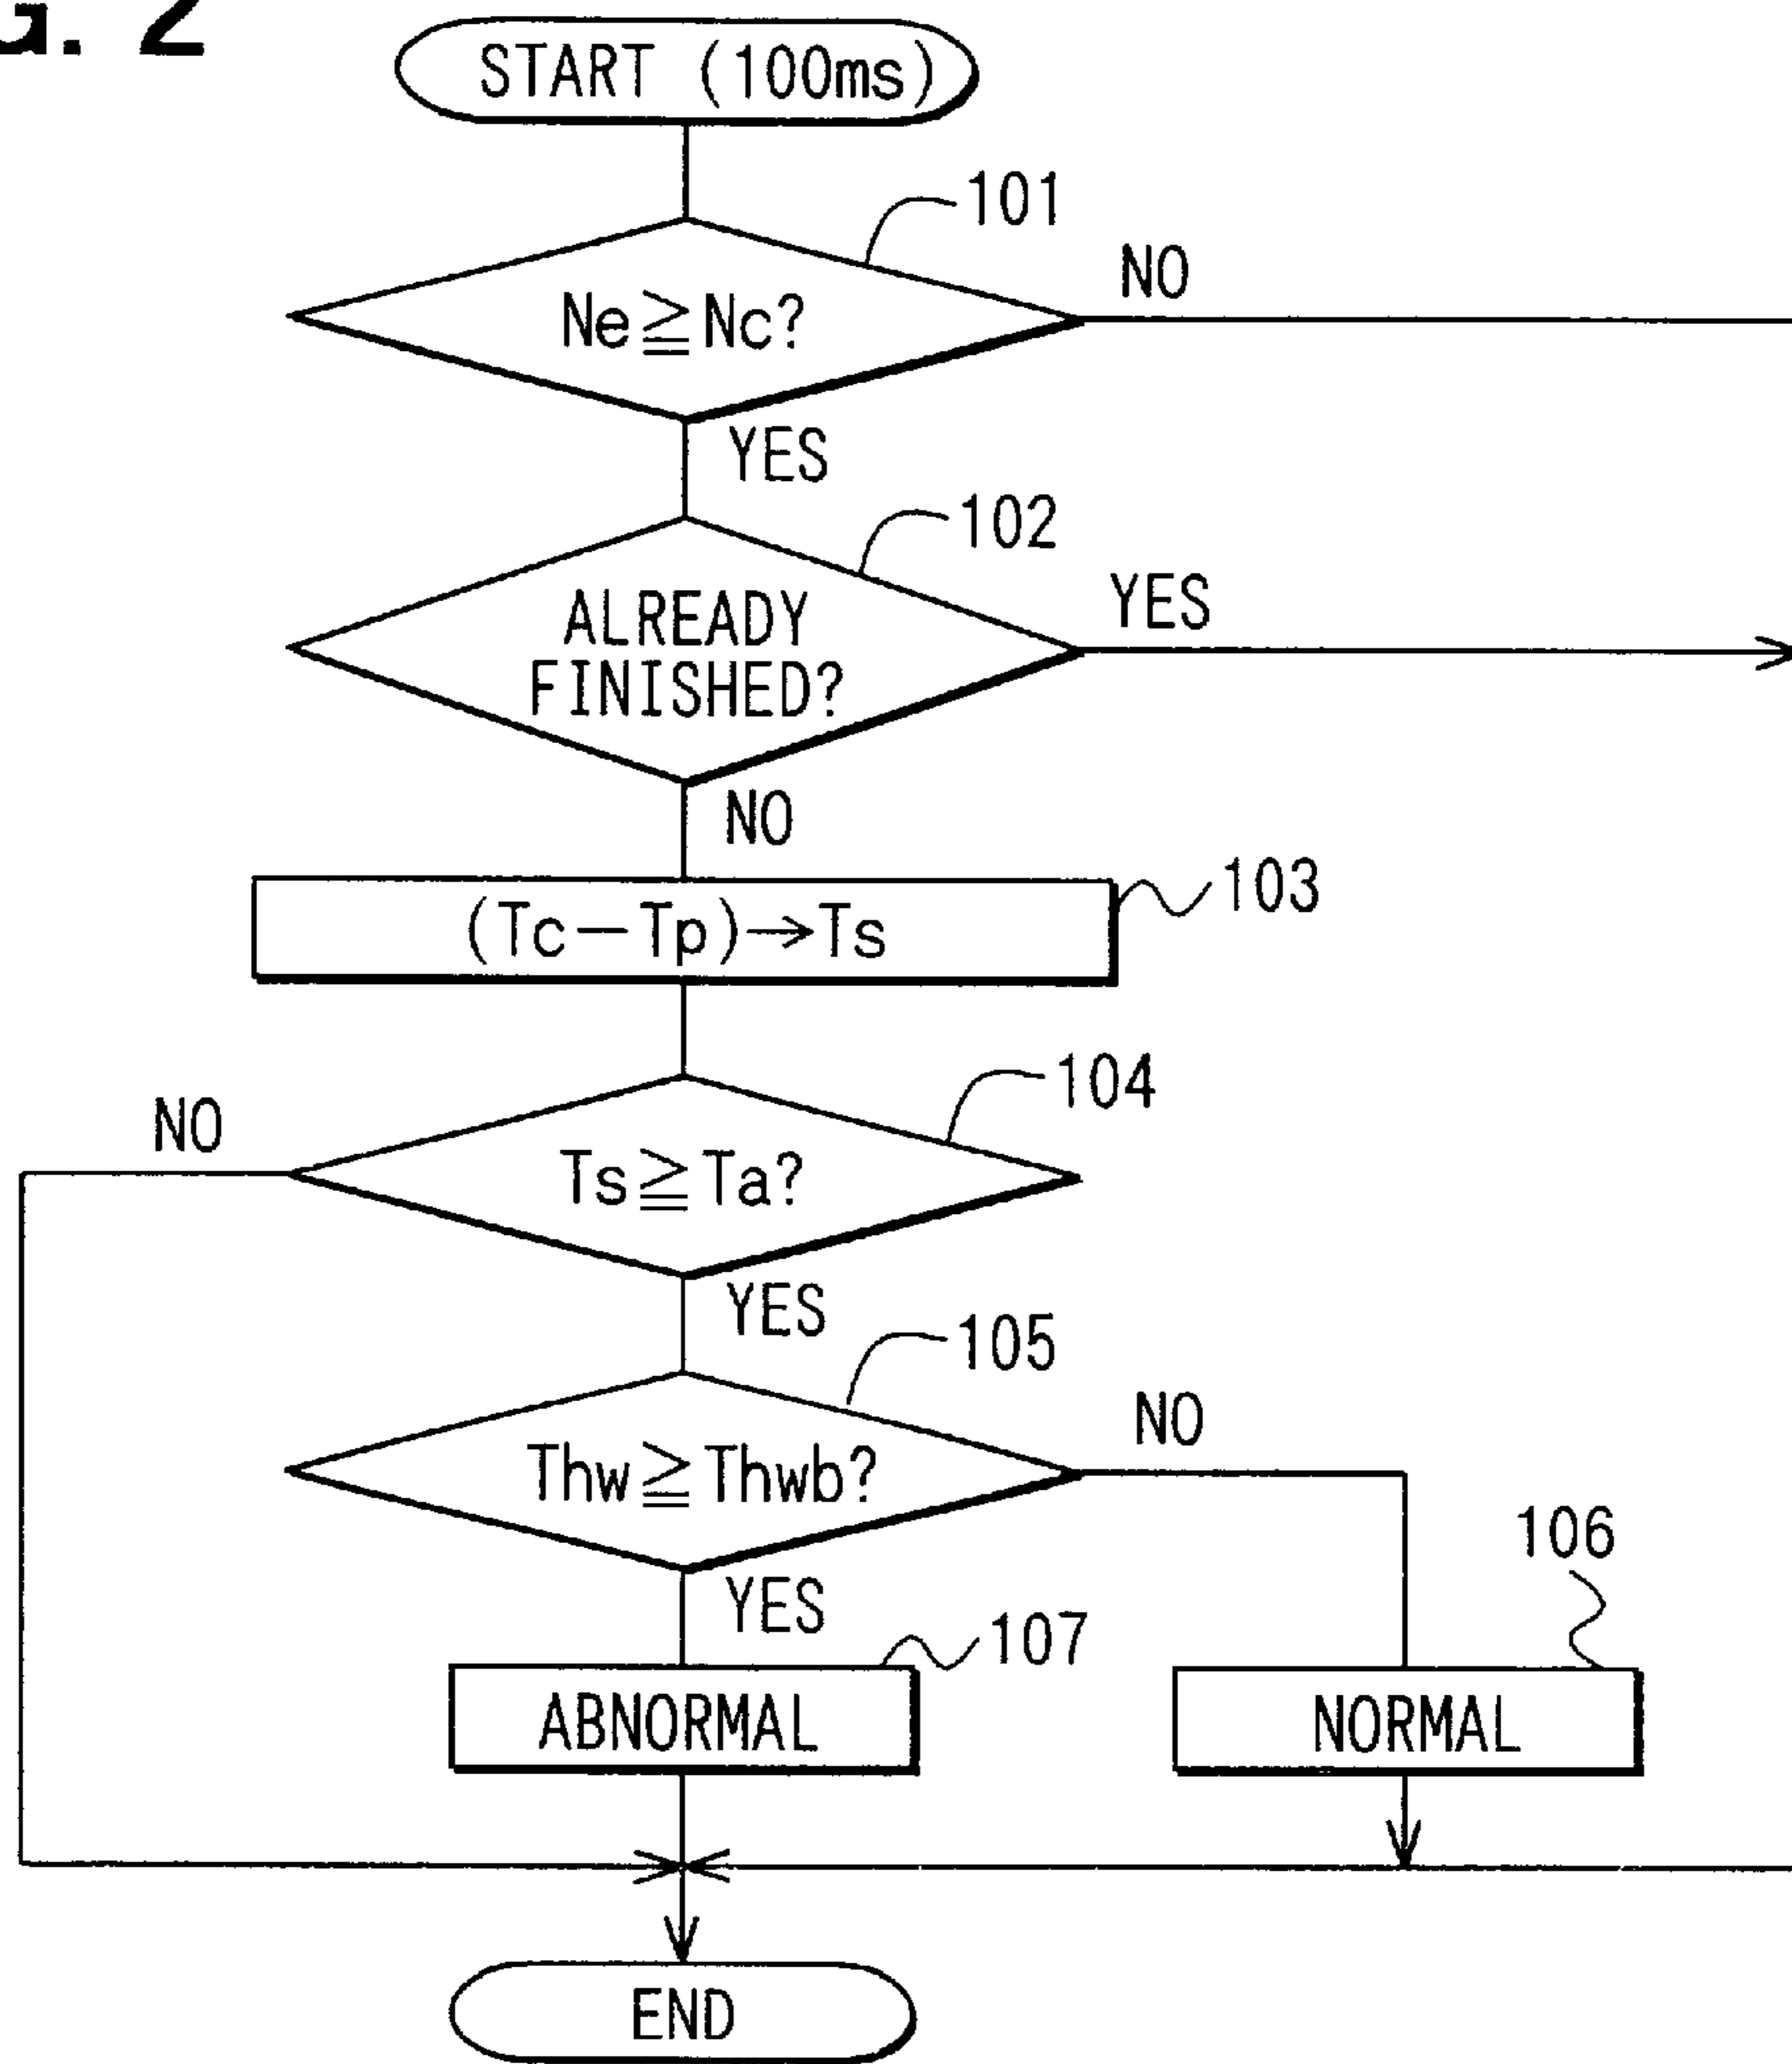 . 2
START (100ms)
101
Ne≧Nc?
NO
YES
102
ALREADY
FINISHED?
YES
NO
103
(Tc−Tp)→Ts
104
NO
Ts≧Ta?
YES
105
Thw≧Thwb?
NO
YES
106
107
ABNORMAL
NORMAL
END